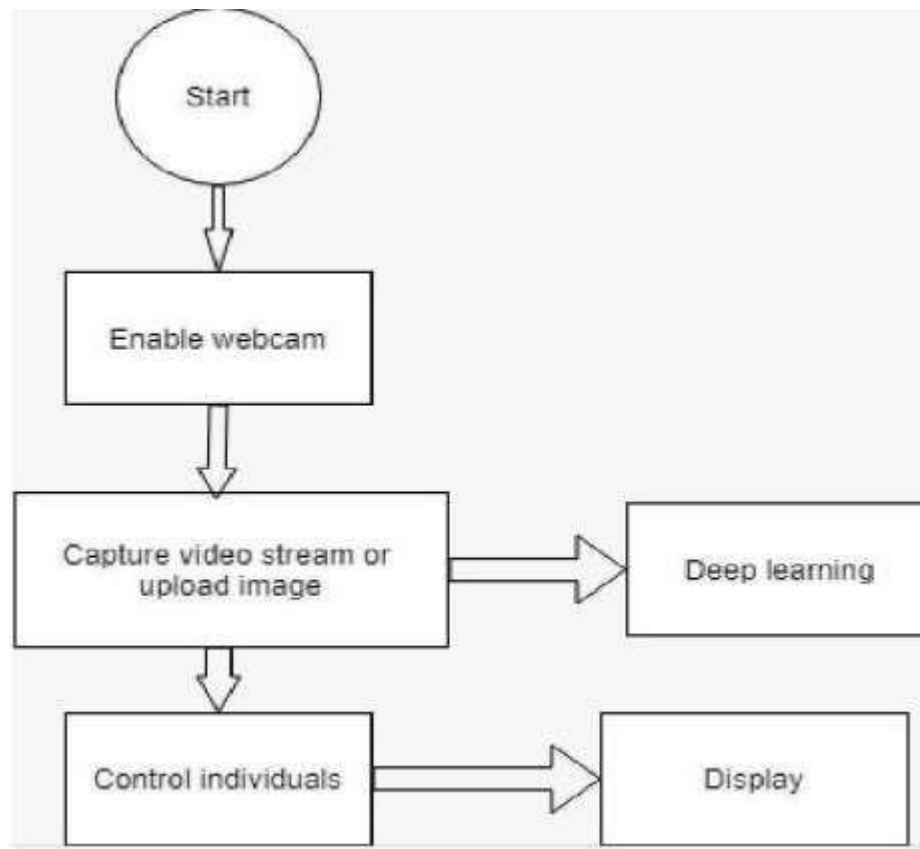 Start
Enable webcam
Capture video stream or
upload image
Deep learning
Control individuals
Display